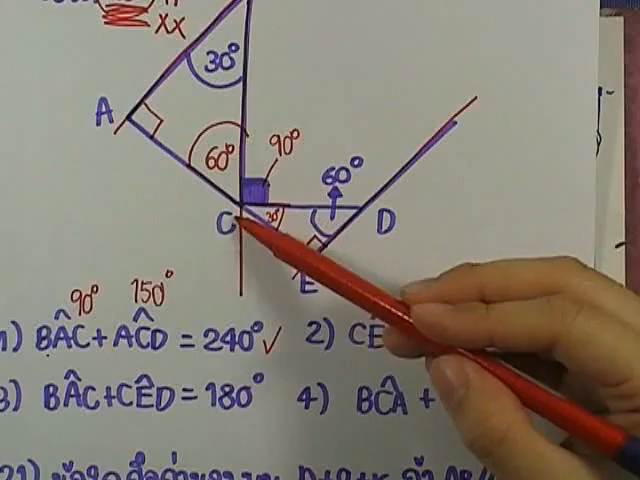 XX
30°
A
60° 90° 60°
C 30° D
E
90° 150°
1) BÂC + AĈD = 240° ✓ 2) CÊ
3) BÂC + CÊD = 180° 4) BĈA +
21)